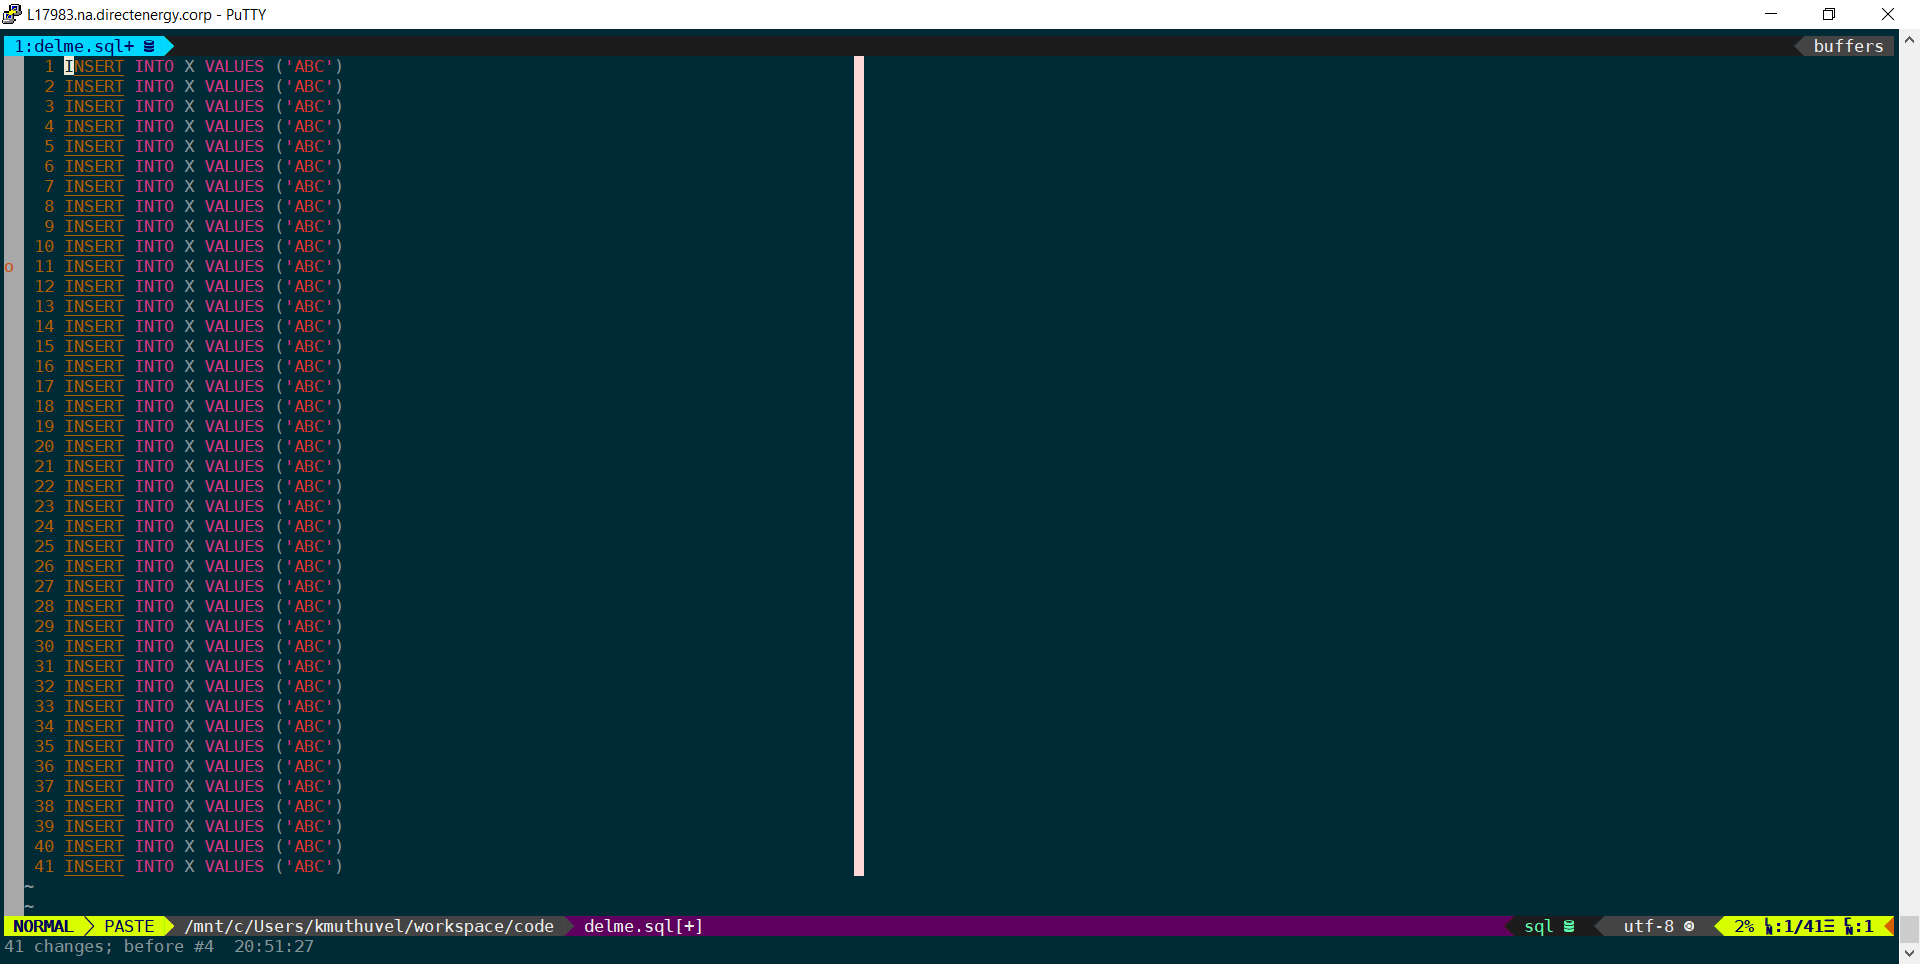 L17983.na.directenergy.corp - PuTTY
1:delme.sql+ buffers
1 INSERT INTO X VALUES ('ABC')
2 INSERT INTO X VALUES ('ABC')
3 INSERT INTO X VALUES ('ABC')
4 INSERT INTO X VALUES ('ABC')
5 INSERT INTO X VALUES ('ABC')
6 INSERT INTO X VALUES ('ABC')
7 INSERT INTO X VALUES ('ABC')
8 INSERT INTO X VALUES ('ABC')
9 INSERT INTO X VALUES ('ABC')
10 INSERT INTO X VALUES ('ABC')
o 11 INSERT INTO X VALUES ('ABC')
12 INSERT INTO X VALUES ('ABC')
13 INSERT INTO X VALUES ('ABC')
14 INSERT INTO X VALUES ('ABC')
15 INSERT INTO X VALUES ('ABC')
16 INSERT INTO X VALUES ('ABC')
17 INSERT INTO X VALUES ('ABC')
18 INSERT INTO X VALUES ('ABC')
19 INSERT INTO X VALUES ('ABC')
20 INSERT INTO X VALUES ('ABC')
21 INSERT INTO X VALUES ('ABC')
22 INSERT INTO X VALUES ('ABC')
23 INSERT INTO X VALUES ('ABC')
24 INSERT INTO X VALUES ('ABC')
25 INSERT INTO X VALUES ('ABC')
26 INSERT INTO X VALUES ('ABC')
27 INSERT INTO X VALUES ('ABC')
28 INSERT INTO X VALUES ('ABC')
29 INSERT INTO X VALUES ('ABC')
30 INSERT INTO X VALUES ('ABC')
31 INSERT INTO X VALUES ('ABC')
32 INSERT INTO X VALUES ('ABC')
33 INSERT INTO X VALUES ('ABC')
34 INSERT INTO X VALUES ('ABC')
35 INSERT INTO X VALUES ('ABC')
36 INSERT INTO X VALUES ('ABC')
37 INSERT INTO X VALUES ('ABC')
38 INSERT INTO X VALUES ('ABC')
39 INSERT INTO X VALUES ('ABC')
40 INSERT INTO X VALUES ('ABC')
41 INSERT INTO X VALUES ('ABC')
~
~
NORMAL PASTE /mnt/c/Users/kmuthuvel/workspace/code delme.sql[+] sql utf-8 2% ␤:1/41☰ ␊:1
41 changes; before #4 20:51:27